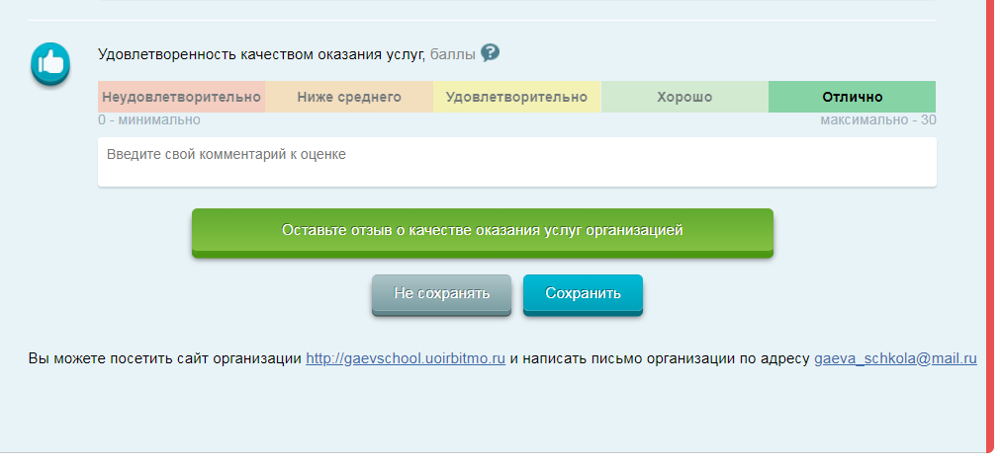 Удовлетворенность качеством оказания услуг, баллы ?
Неудовлетворительно Ниже среднего Удовлетворительно Хорошо Отлично
0 - минимально максимально - 30
Введите свой комментарий к оценке
Оставьте отзыв о качестве оказания услуг организацией
Не сохранять Сохранить
Вы можете посетить сайт организации http://gaevschool.uoirbitmo.ru и написать письмо организации по адресу gaeva_schkola@mail.ru